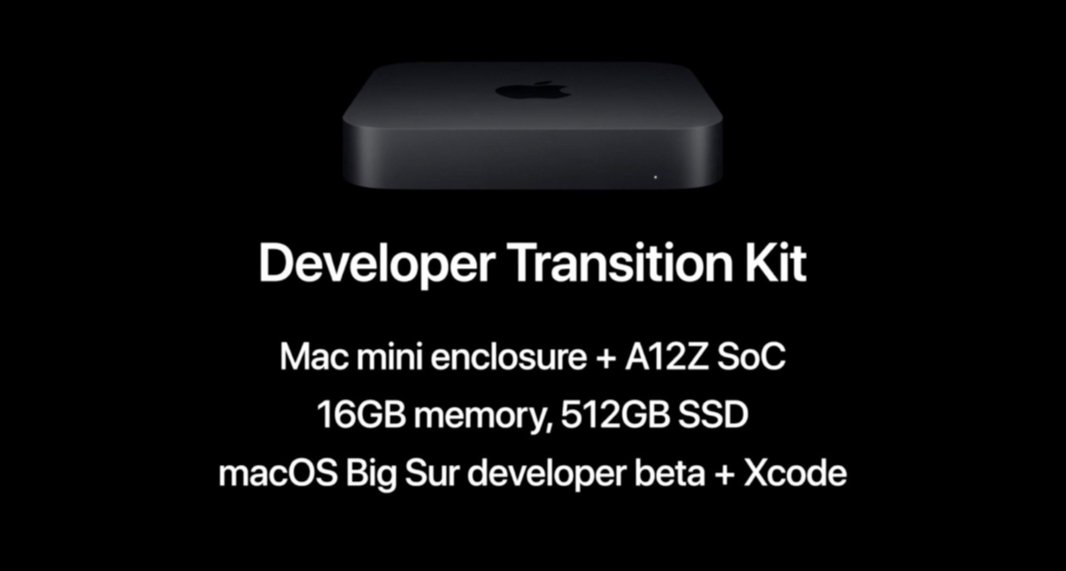 Developer Transition Kit
Mac mini enclosure + A12Z SoC
16GB memory, 512GB SSD
macOS Big Sur developer beta + Xcode